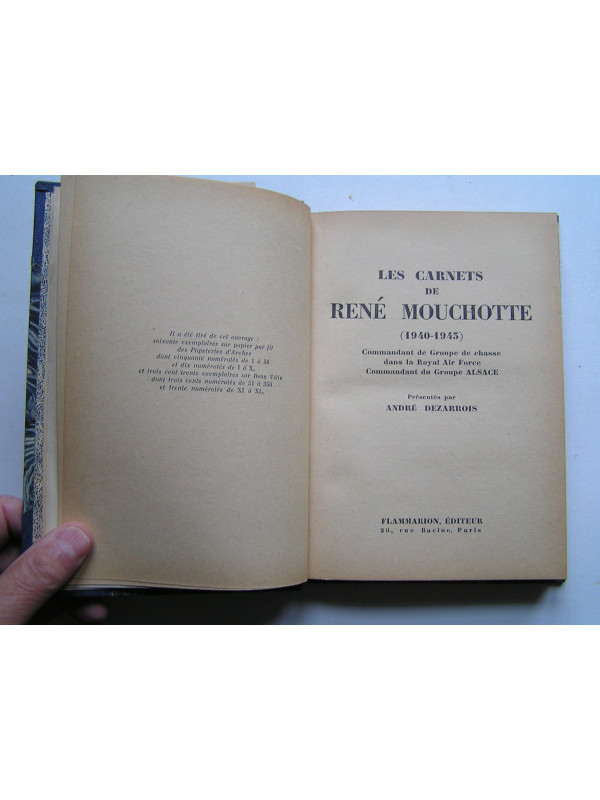 Il a été tiré de cet ouvrage :
soixante exemplaires sur papier pur fil
des Papeteries d'Arches
dont cinquante numérotés de 1 à 50
et dix numérotés de I à X,
et trois cent trente exemplaires sur Bouf
dont trois cents numérotés de 51 à 350
et trente numérotés de XI à XL.
LES CARNETS
DE
RENÉ MOUCHOTTE
(1940-1943)
Commandant de Groupe de chasse
dans la Royal Air Force
Commandant du Groupe ALSACE
Présentés par
ANDRÉ DEZARROIS
FLAMMARION, ÉDITEUR
26, rue Racine, Paris